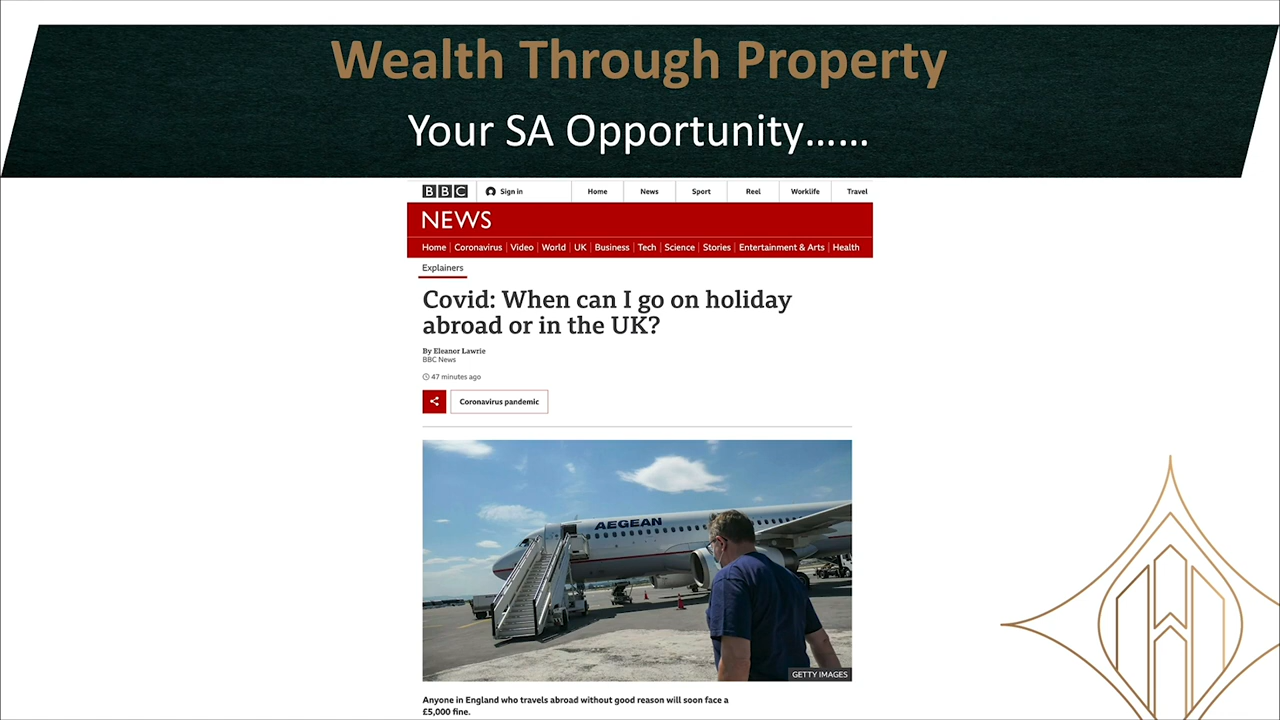 Wealth Through Property
Your SA Opportunity......
BBC Sign in Home News Sport Reel Worklife Travel
NEWS
Home Coronavirus Video World UK Business Tech Science Stories Entertainment & Arts Health
Explainers
Covid: When can I go on holiday
abroad or in the UK?
By Eleanor Lawrie
BBC News
47 minutes ago
Coronavirus pandemic
AEGEAN
GETTY IMAGES
Anyone in England who travels abroad without good reason will soon face a
£5,000 fine.